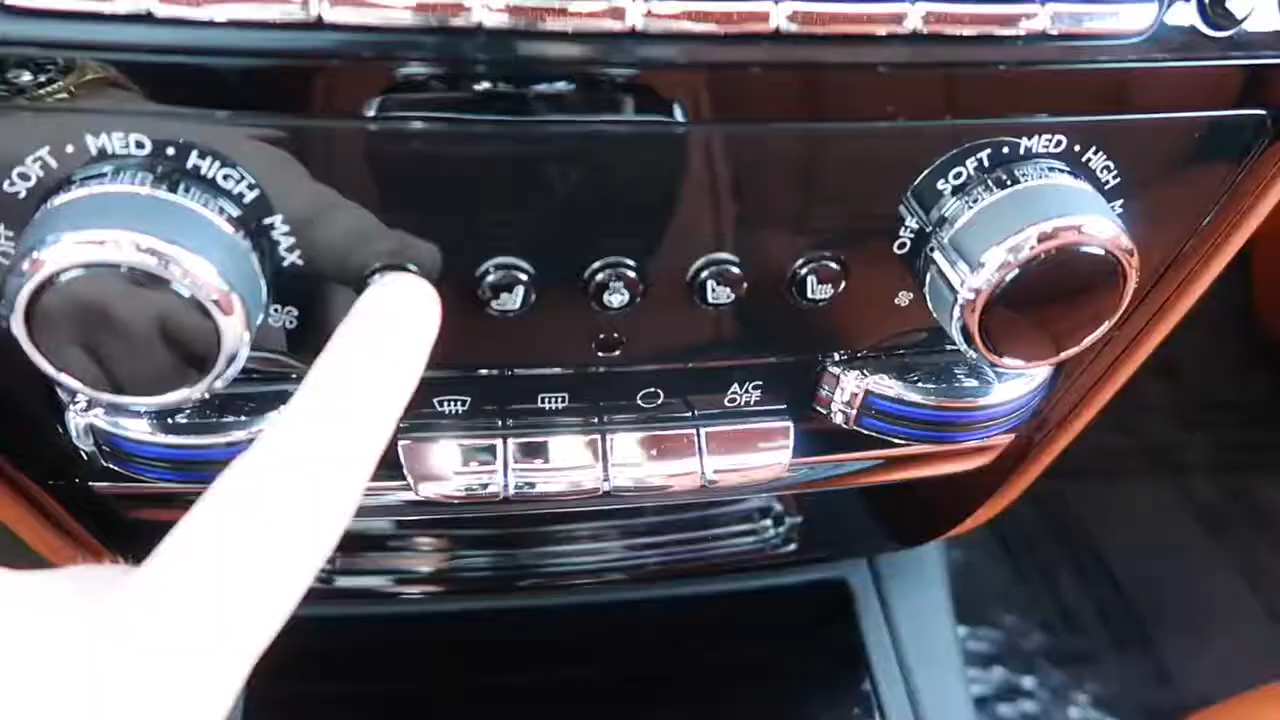 SOFT · MED · HIGH MAX
OFF SOFT · MED · HIGH
A/C
OFF